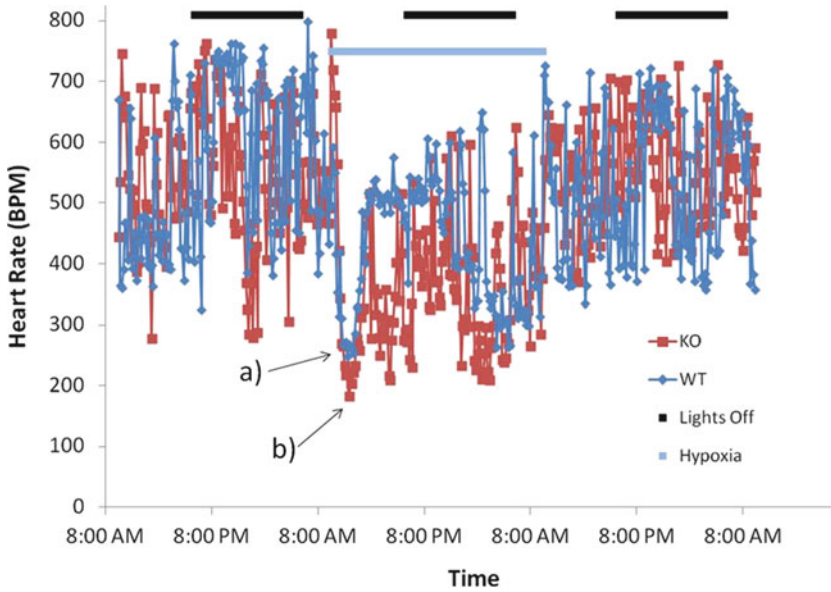 800
700
600
500
400
300
200
100
0
Heart Rate (BPM)
a)
b)
KO
WT
Lights Off
Hypoxia
8:00 AM 8:00 PM 8:00 AM 8:00 PM 8:00 AM 8:00 PM 8:00 AM
Time